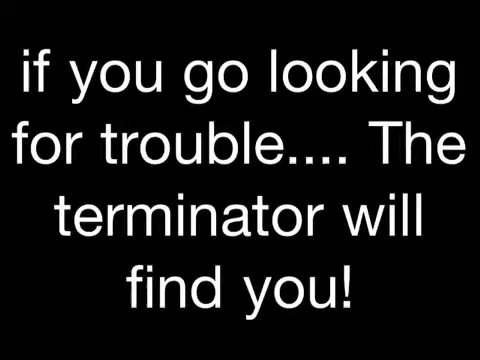 if you go looking
for trouble.... The
terminator will
find you!